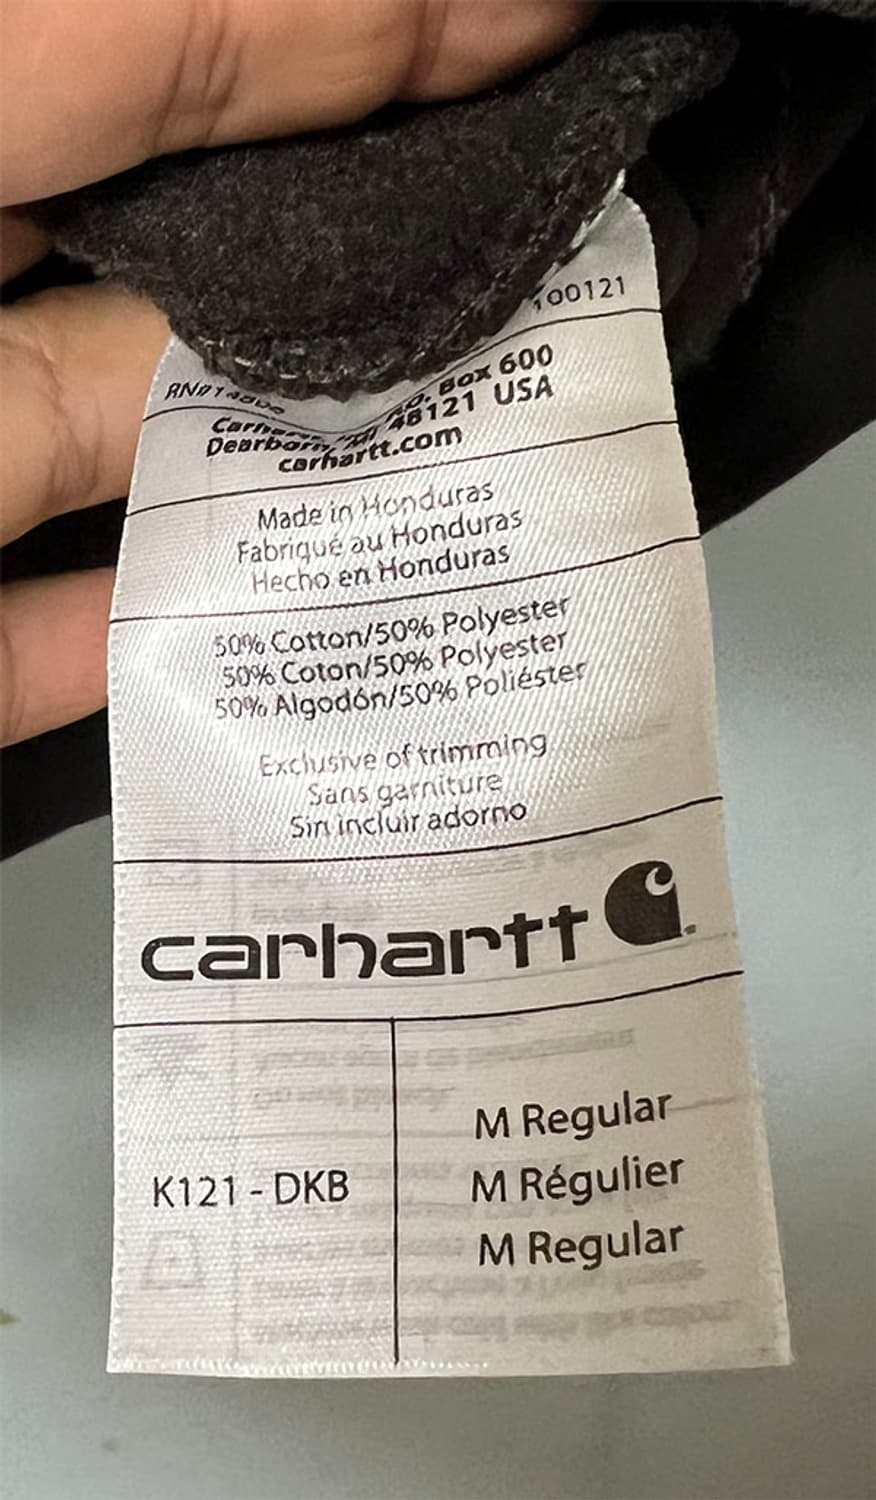 100121
Box 600
Dearborn, MI 48121 USA
carhartt.com
Made in Honduras
Fabriqué au Honduras
Hecho en Honduras
50% Cotton/50% Polyester
50% Coton/50% Polyester
50% Algodón/50% Poliéster
Exclusive of trimming
Sans garniture
Sin incluir adorno
carhartt
K121 - DKB
M Regular
M Régulier
M Regular